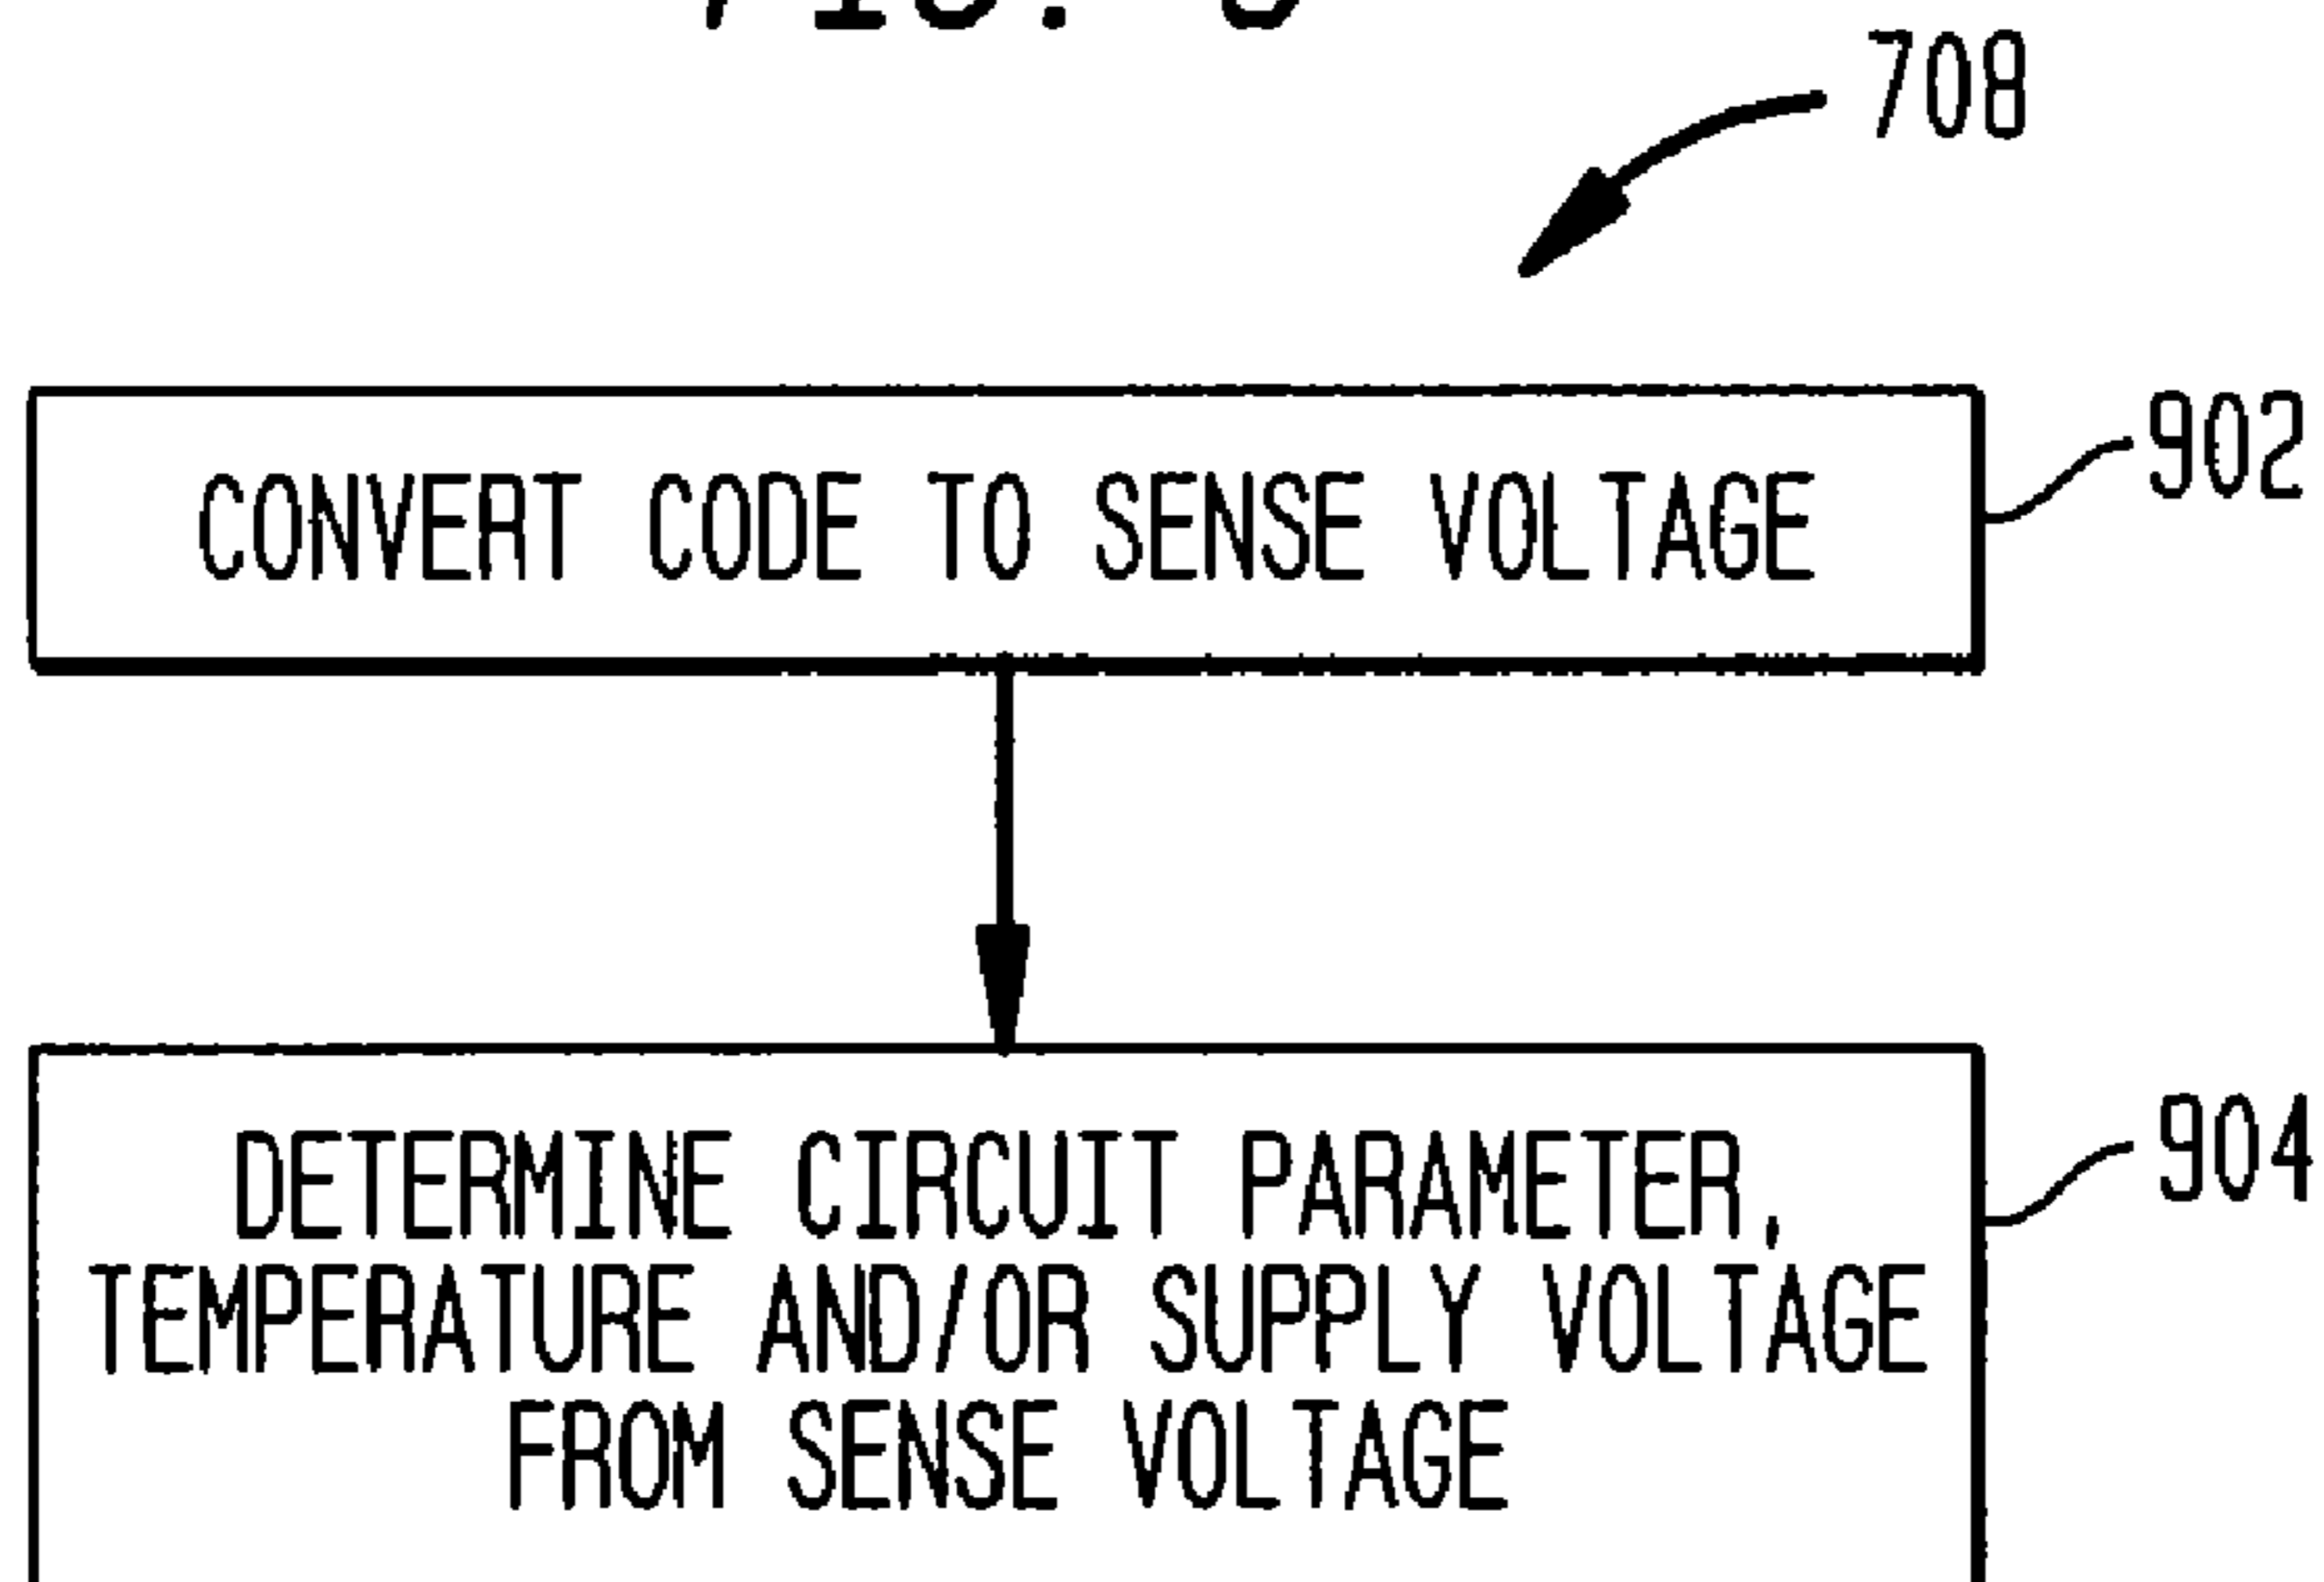 708
CONVERT CODE TO SENSE VOLTAGE
902
DETERMINE CIRCUIT PARAMETER,
TEMPERATURE AND/OR SUPPLY VOLTAGE
FROM SENSE VOLTAGE
904